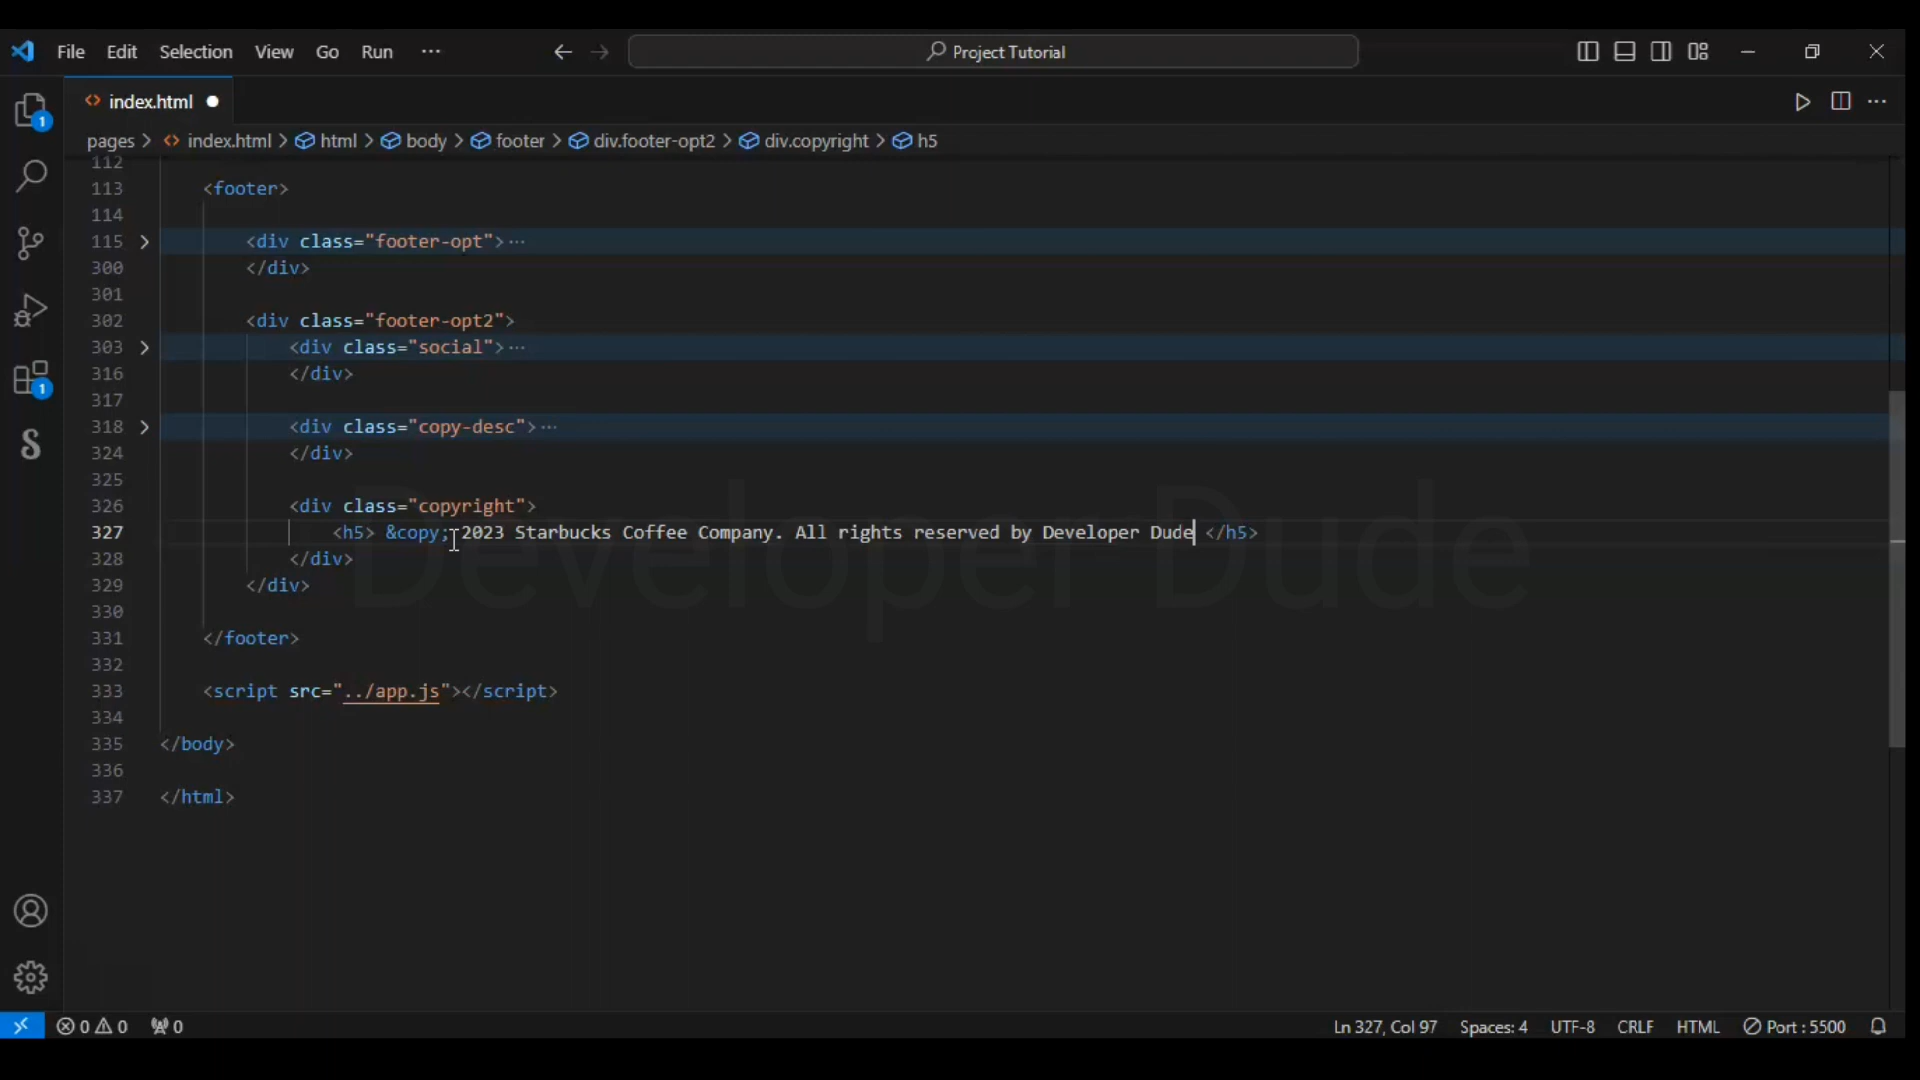 File Edit Selection View Go Run ··· Project Tutorial
index.html
pages > index.html > html > body > footer > div.footer-opt2 > div.copyright > h5
112
113 <footer>
114
115 <div class="footer-opt">···
300 </div>
301
302 <div class="footer-opt2">
303 <div class="social">···
316 </div>
317
318 <div class="copy-desc">···
324 </div>
325
326 <div class="copyright">
327 <h5> &copy; 2023 Starbucks Coffee Company. All rights reserved by Developer Dude </h5>
328 </div>
329 </div>
330
331 </footer>
332
333 <script src="../app.js"></script>
334
335 </body>
336
337 </html>
Developer Dude
1
1
0 0 0 Ln 327, Col 97 Spaces: 4 UTF-8 CRLF HTML Port : 5500